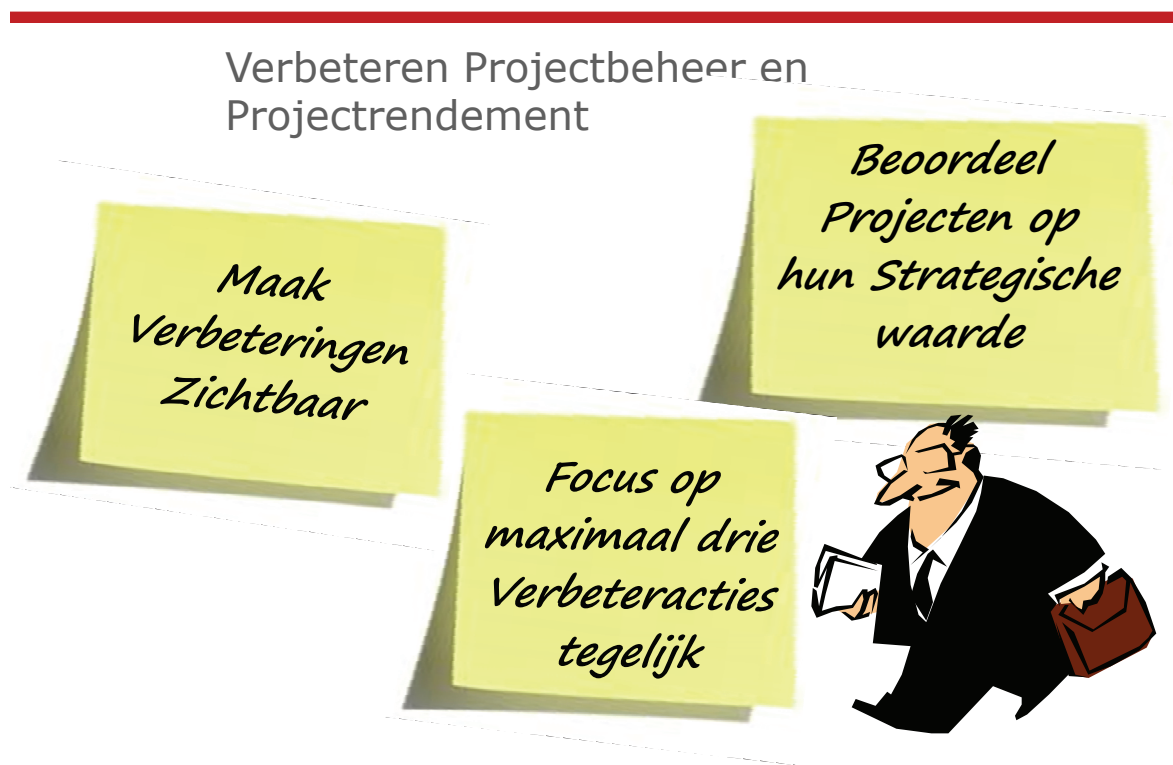 Verbeteren Projectbeheer en
Projectrendement
Maak
Verbeteringen
Zichtbaar
Beoordeel
Projecten op
hun Strategische
waarde
Focus op
maximaal drie
Verbeteracties
tegelijk